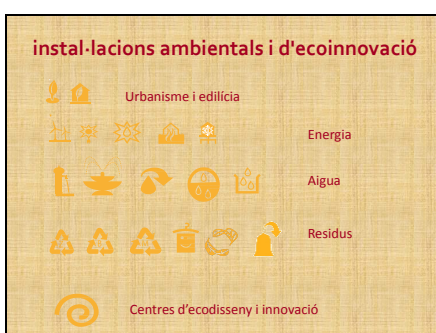 instal·lacions ambientals i d'ecoinnovació
Urbanisme i edilícia
Energia
Aigua
Residus
Centres d'ecodisseny i innovació